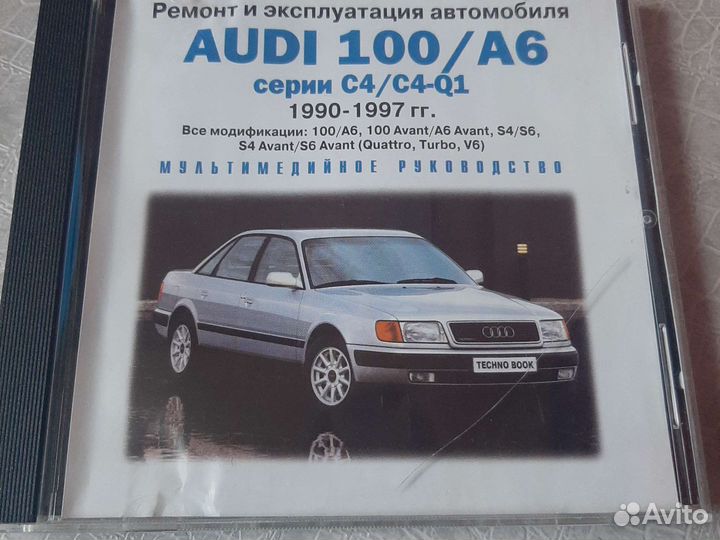 Ремонт и эксплуатация автомобиля
AUDI 100/A6
серии C4/C4-Q1
1990-1997 гг.
Все модификации: 100/A6, 100 Avant/A6 Avant, S4/S6,
S4 Avant/S6 Avant (Quattro, Turbo, V6)
МУЛЬТИМЕДИЙНОЕ РУКОВОДСТВО
TECHNO BOOK
Avito